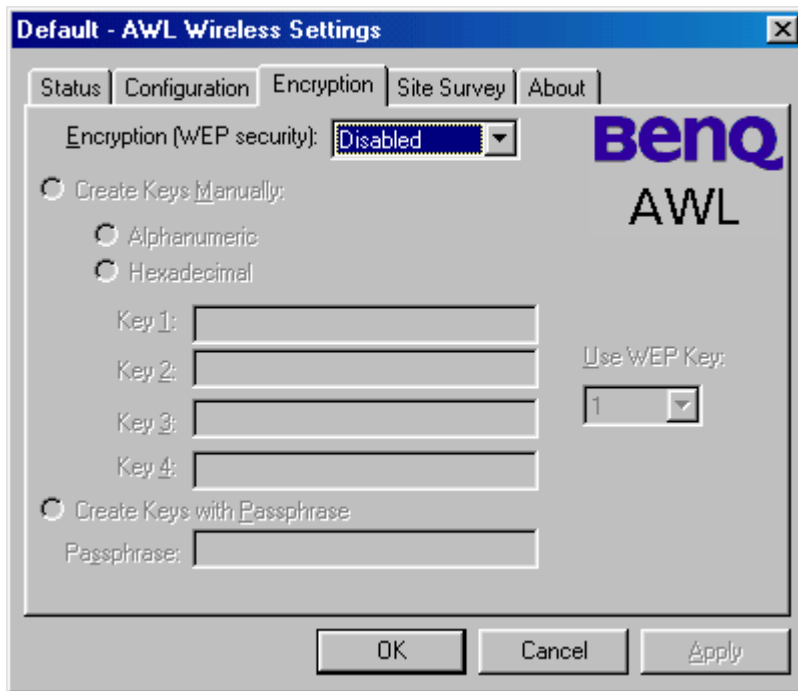 Default - AWL Wireless Settings
Status Configuration Encryption Site Survey About
Encryption (WEP security): Disabled
BenQ
AWL
Create Keys Manually:
Alphanumeric
Hexadecimal
Key 1:
Key 2:
Key 3:
Key 4:
Use WEP Key:
1
Create Keys with Passphrase
Passphrase:
OK Cancel Apply